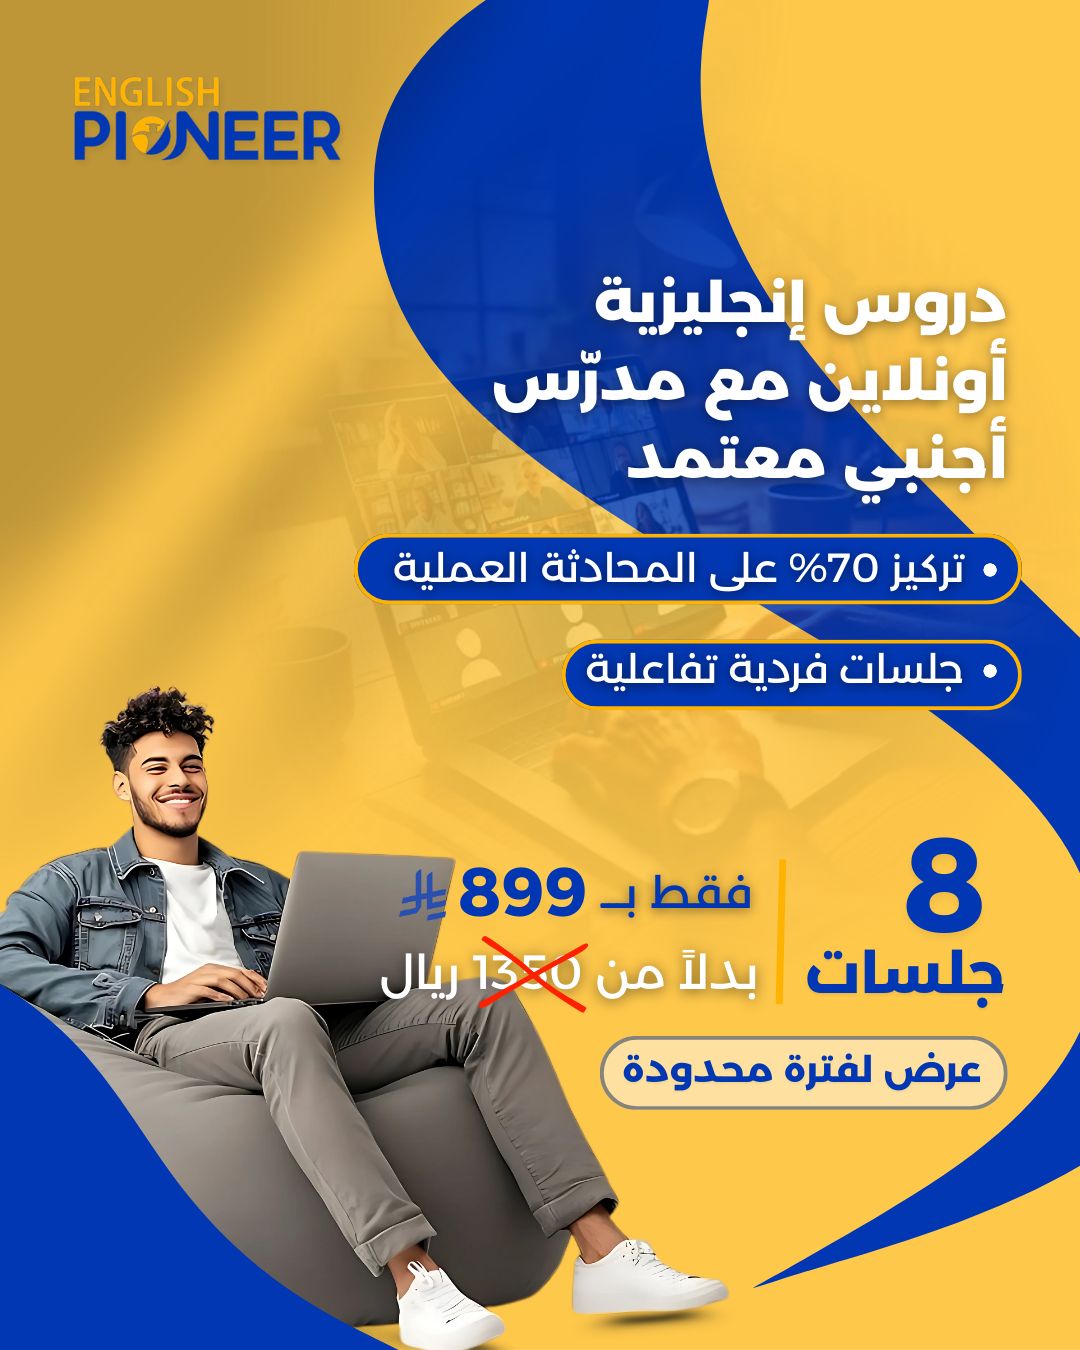 ENGLISH
PIONEER
دروس إنجليزية
أونلاين مع مدرّس
أجنبي معتمد
• تركيز 70% على المحادثة العملية
• جلسات فردية تفاعلية
8
جلسات
فقط بـ 899
بدلاً من 1350 ريال
عرض لفترة محدودة